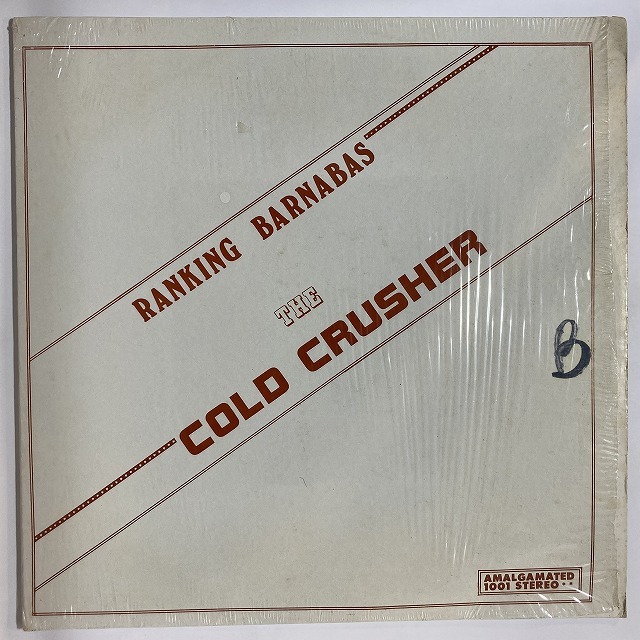 RANKING BARNABAS
THE
COLD CRUSHER
B
AMALGAMATED
1001 STEREO **